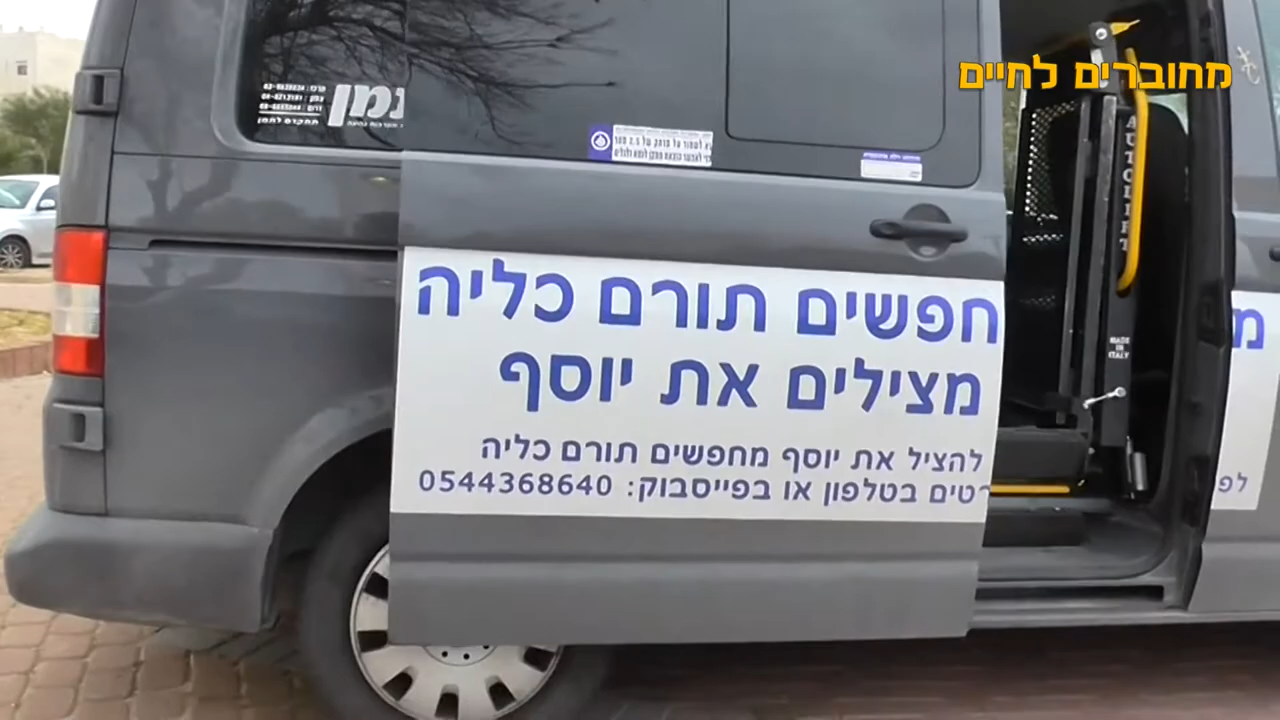 מחוברים לחיים
חפשים תורם כליה
מצילים את יוסף
להציל את יוסף מחפשים תורם כליה
רטים בטלפון או בפייסבוק: 0544368640
AUTOLIFT
MADE
IN
ITALY
מ
לפ